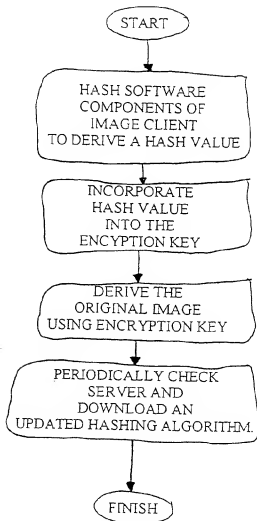 START
HASH SOFTWARE
COMPONENTS OF
IMAGE CLIENT
TO DERIVE A HASH VALUE
INCORPORATE
HASH VALUE
INTO THE
ENCYPTION KEY
DERIVE THE
ORIGINAL IMAGE
USING ENCRYPTION KEY
PERIODICALLY CHECK
SERVER AND
DOWNLOAD AN
UPDATED HASHING ALGORITHM.
FINISH